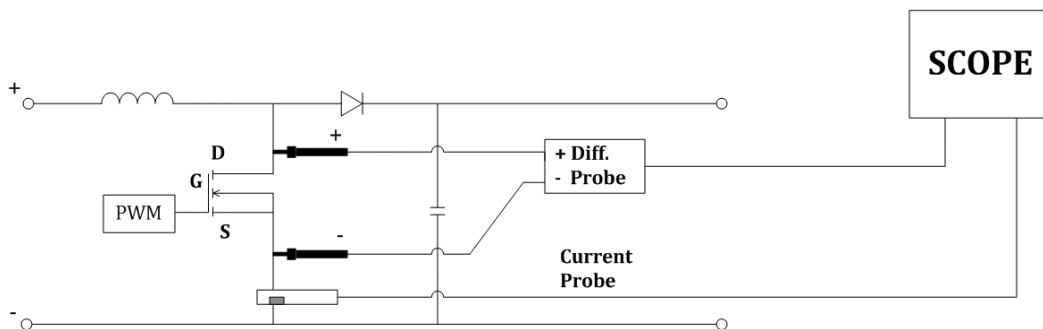 SCOPE
+
+
D
+ Diff.
- Probe
G
PWM
S
-
Current
Probe
-